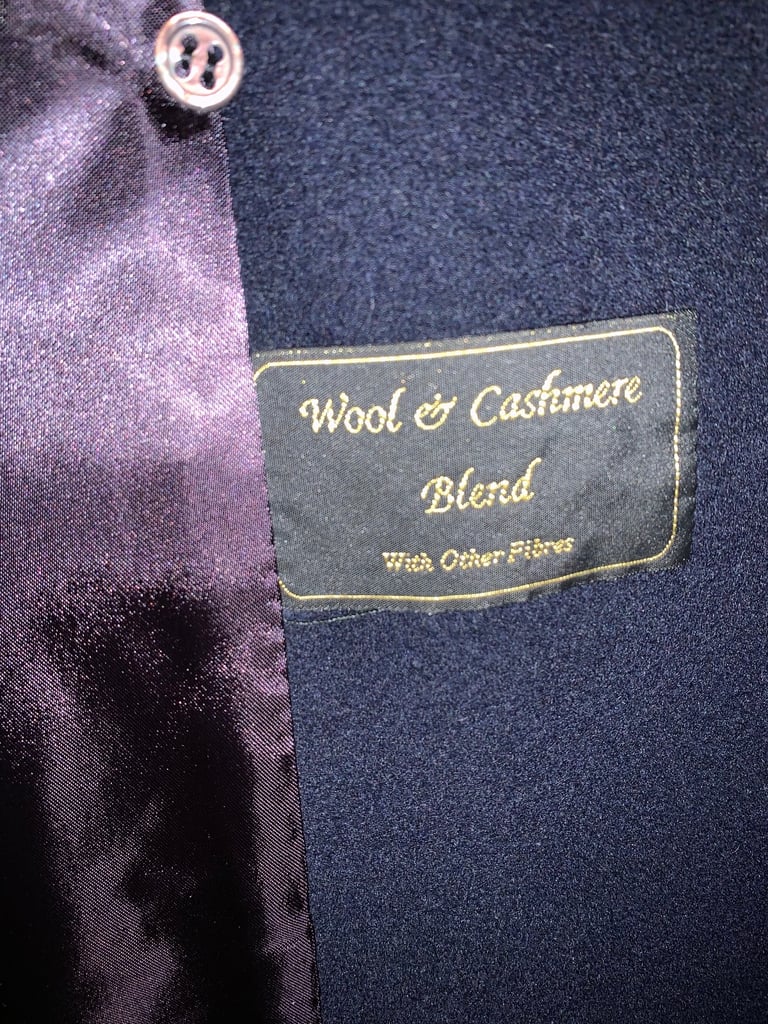 Wool & Cashmere
Blend
With Other Fibres